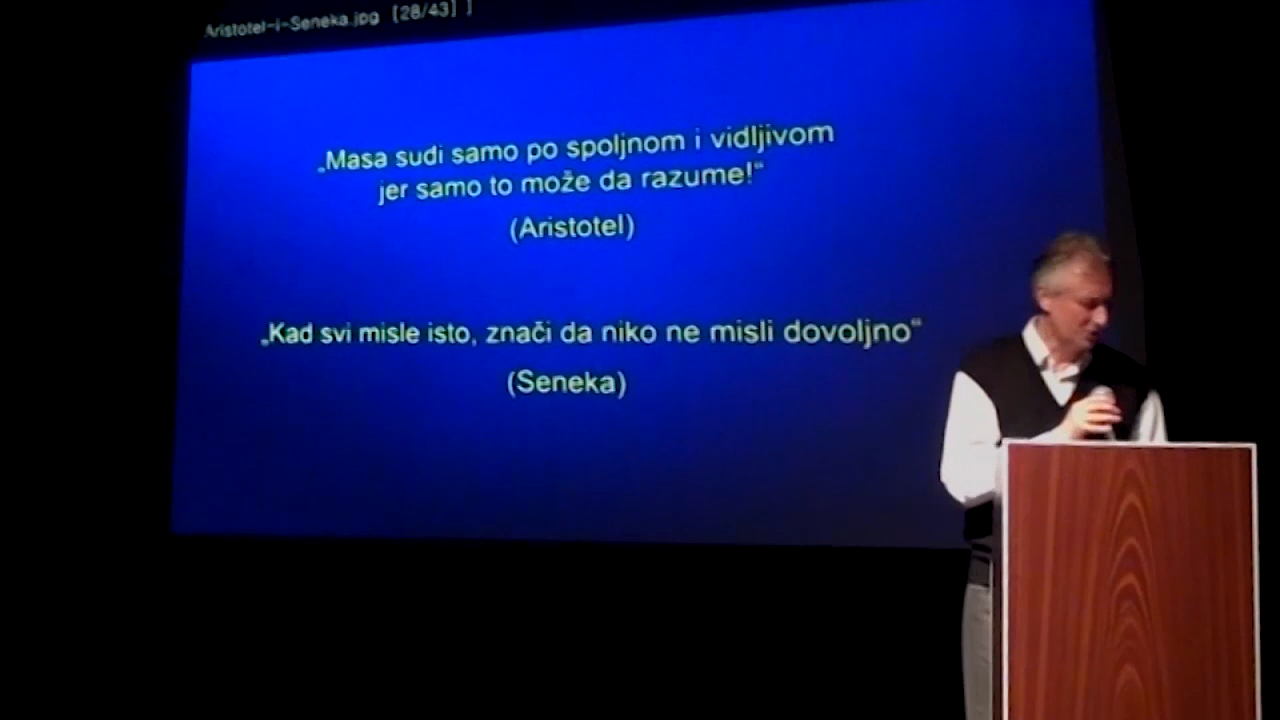 Aristotel-i-Seneka.jpg [28/43] ]
„Masa sudi samo po spoljnom i vidljivom
jer samo to može da razume!“
(Aristotel)
„Kad svi misle isto, znači da niko ne misli dovoljno“
(Seneka)